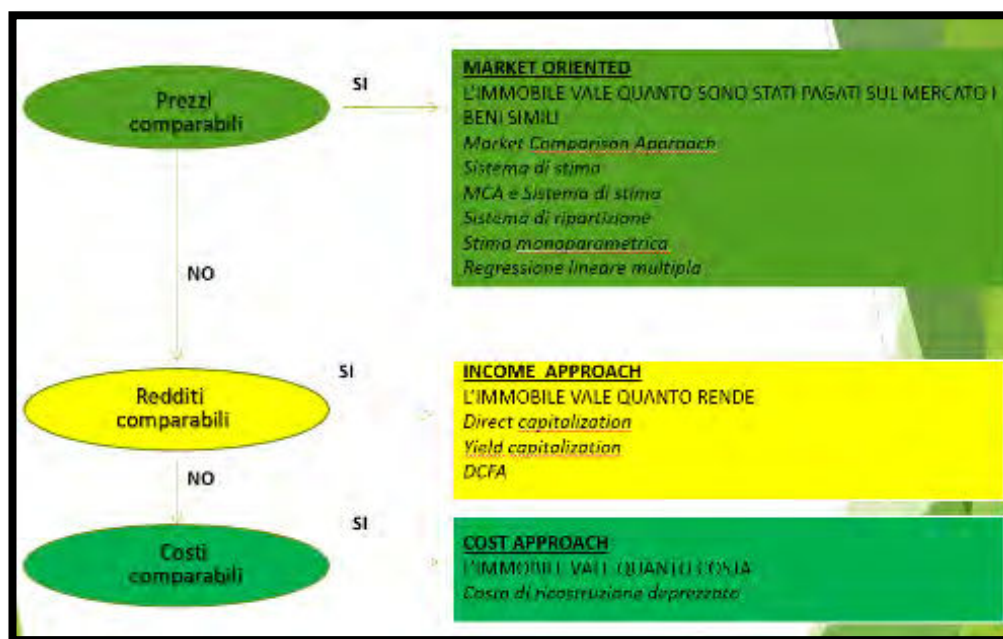 Prezzi
comparabili
SI
MARKET ORIENTED
L'IMMOBILE VALE QUANTO SONO STATI PAGATI SUL MERCATO I
BENI SIMILI
Market Comparison Approach
Sistema di stima
MCA e Sistema di stima
Sistema di ripartizione
Stima monoparametrica
Regressione lineare multipla
NO
Redditi
comparabili
SI
INCOME APPROACH
L'IMMOBILE VALE QUANTO RENDE
Direct capitalization
Yield capitalization
DCFA
NO
Costi
comparabili
SI
COST APPROACH
L'IMMOBILE VALE QUANTO COSTA
Costo di ricostruzione deprezzato